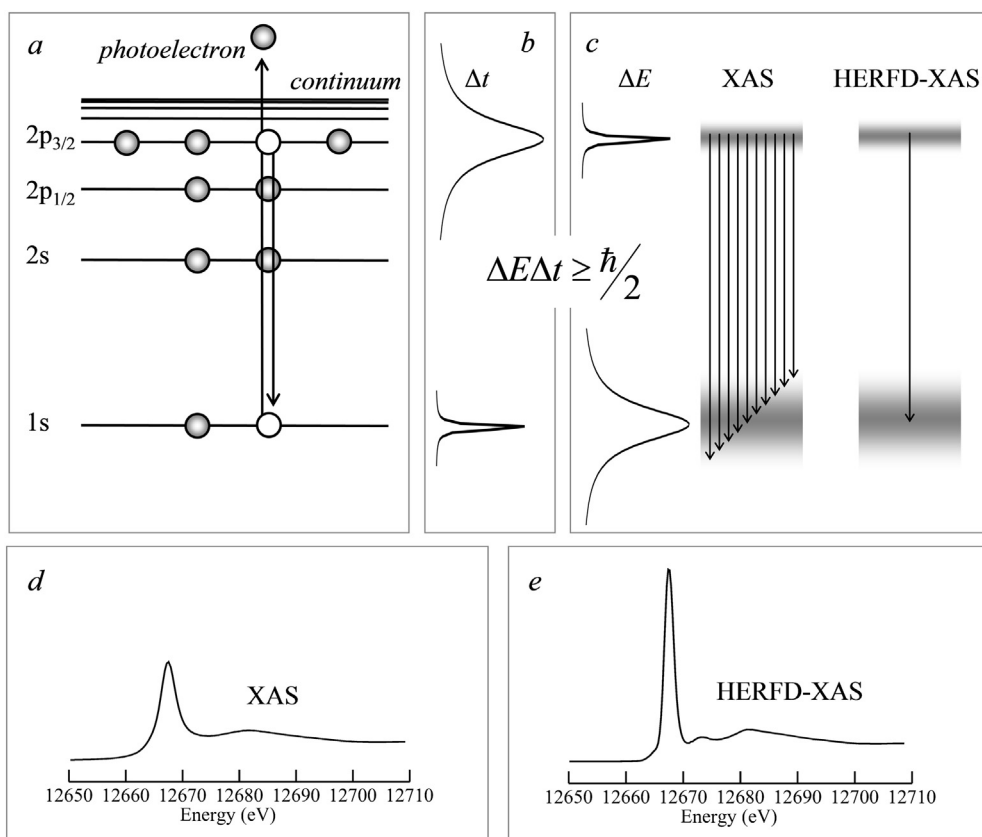 a
photoelectron
continuum
2p3/2
2p1/2
2s
1s
b
Δt
c
ΔE XAS HERFD-XAS
ΔEΔt ≥ ħ/2
d
XAS
12650 12660 12670 12680 12690 12700 12710
Energy (eV)
e
HERFD-XAS
12650 12660 12670 12680 12690 12700 12710
Energy (eV)